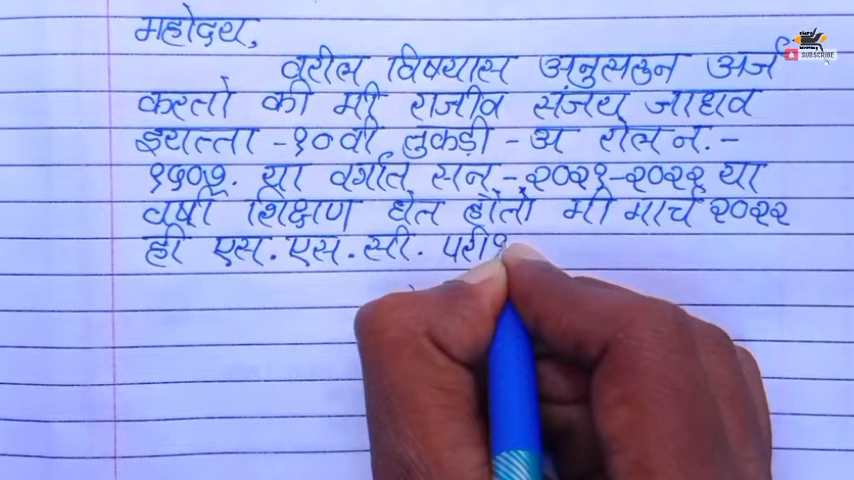 महोदय,
वरील विषयास अनुसरुन अर्ज
करतो की मी राजीव संजय जाधव
इयत्ता -१०वी तुकड़ी - अ रोल नं. -
१५०७. या वर्गात सन - २०२१-२०२२ या
वर्षी शिक्षण घेत होतो मी मार्च २०२२
ही एस. एस. सी. परी
SUBSCRIBE